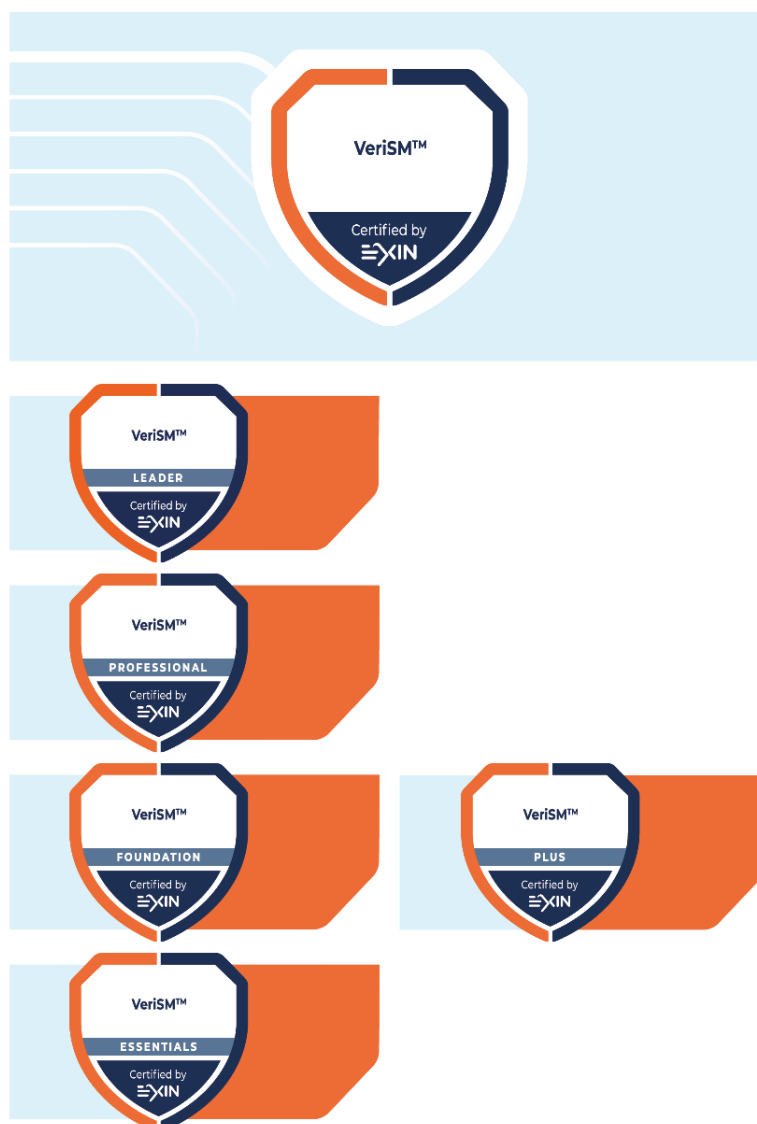 VeriSM™
Certified by
EXIN
VeriSM™
LEADER
Certified by
EXIN
VeriSM™
PROFESSIONAL
Certified by
EXIN
VeriSM™
FOUNDATION
Certified by
EXIN
VeriSM™
PLUS
Certified by
EXIN
VeriSM™
ESSENTIALS
Certified by
EXIN